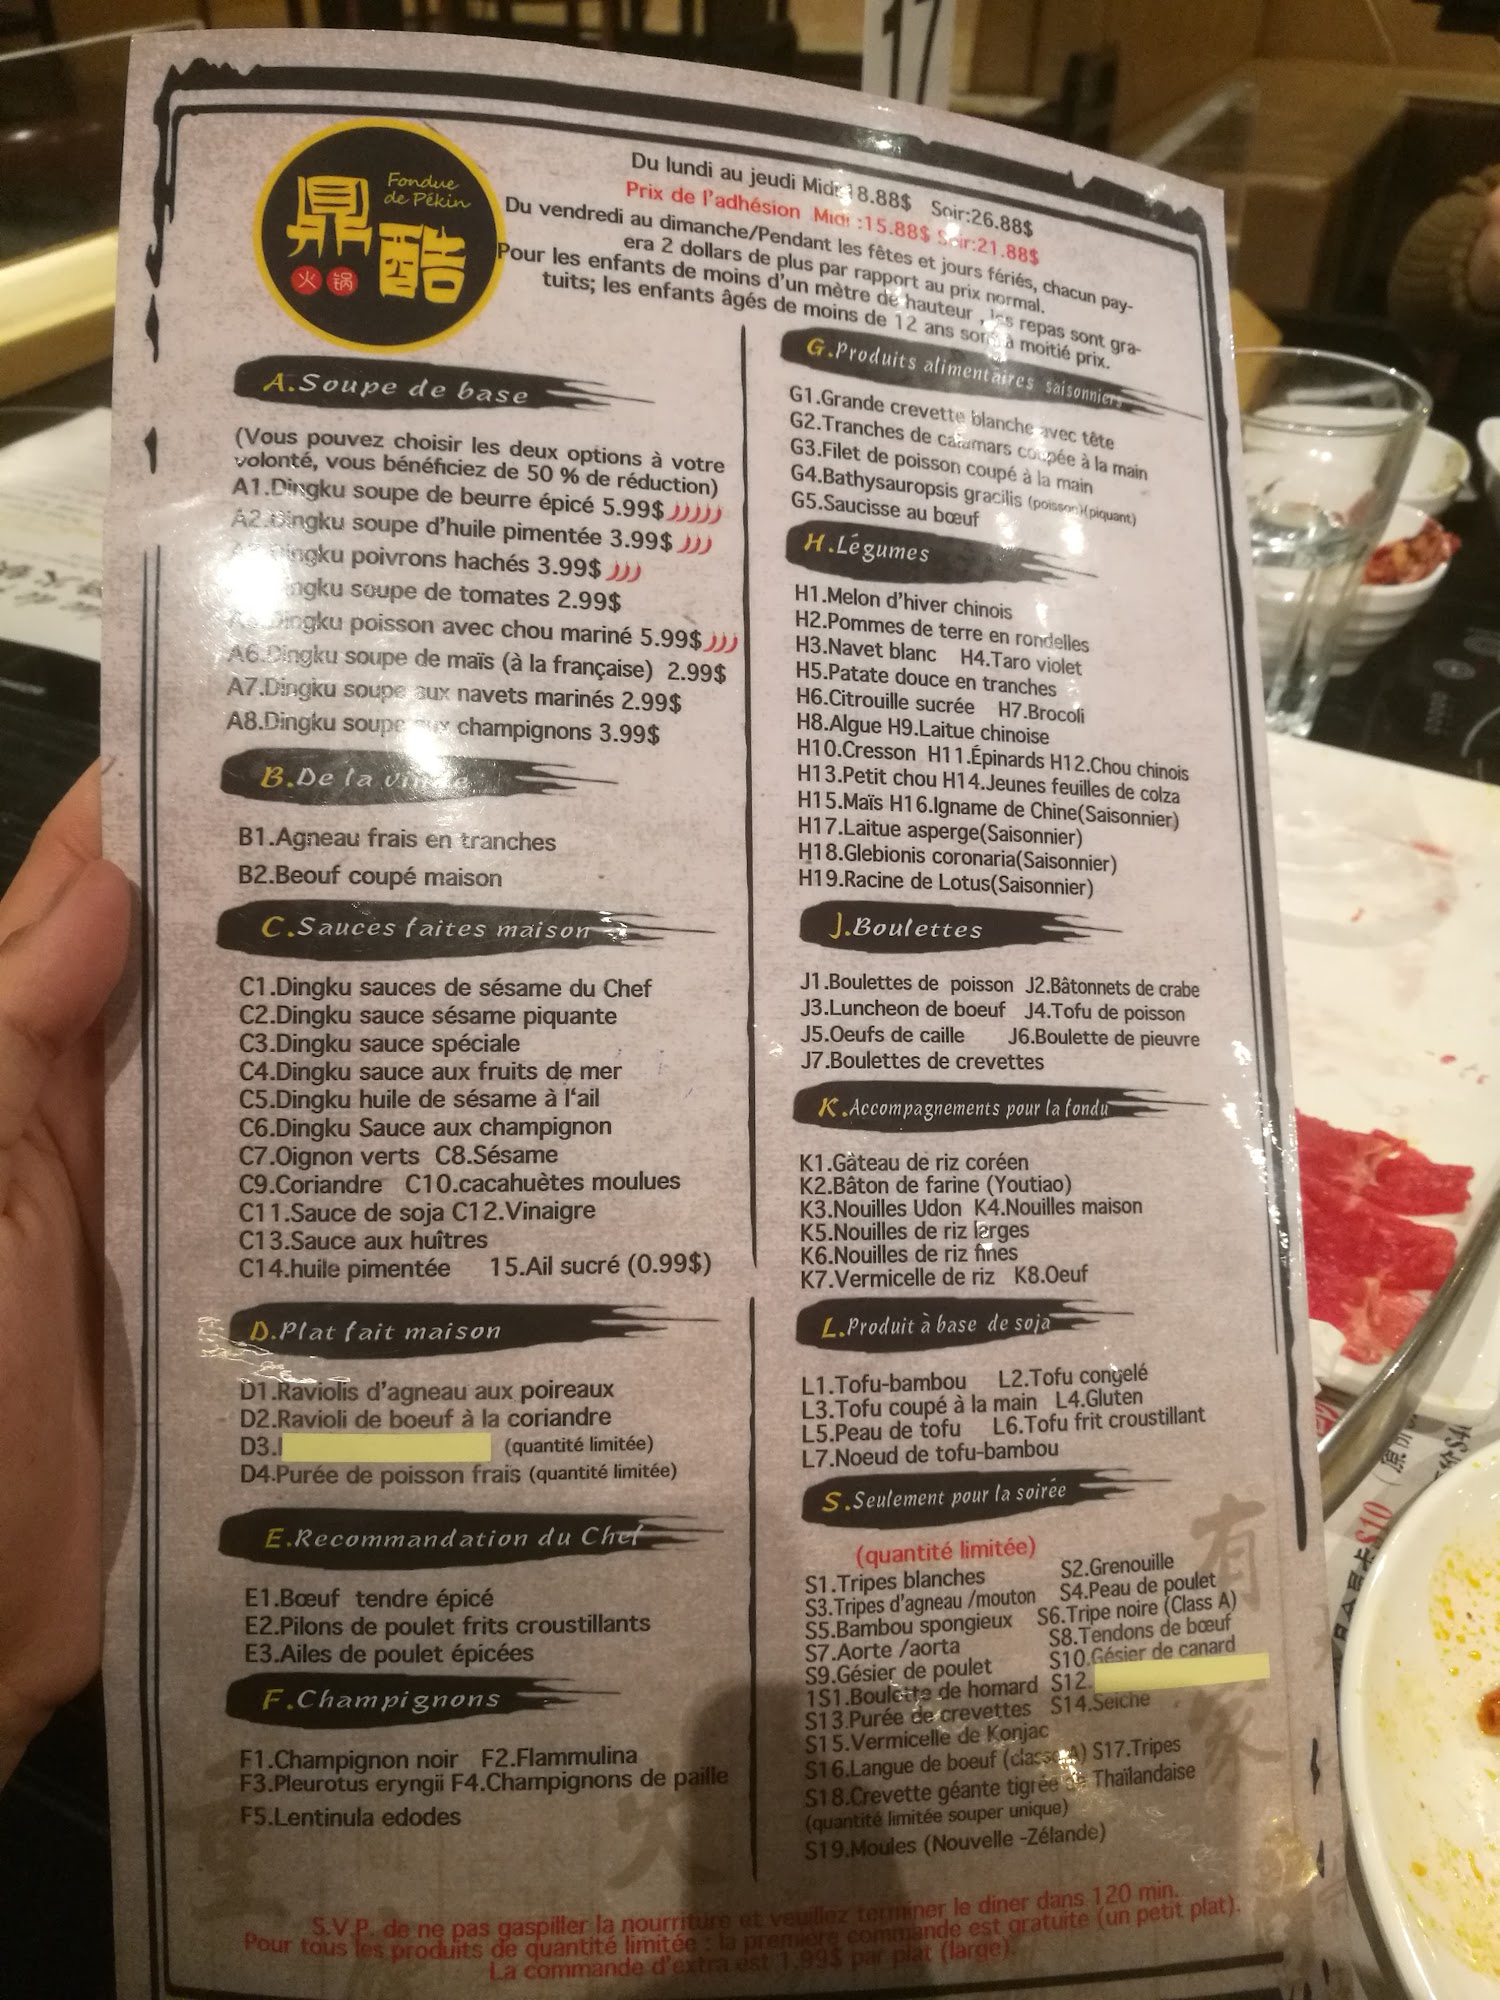 17
Fondue
de Pékin
鼎酷
火锅
Du lundi au jeudi Midi 8.88$ Soir:26.88$
Prix de l'adhésion Midi :15.88$ Soir:21.88$
Du vendredi au dimanche/Pendant les fêtes et jours fériés, chacun pay-
era 2 dollars de plus par rapport au prix normal.
Pour les enfants de moins d'un mètre de hauteur , les repas sont gra-
tuits; les enfants âgés de moins de 12 ans sont à moitié prix.
A.Soupe de base
(Vous pouvez choisir les deux options à votre
volonté, vous bénéficiez de 50 % de réduction)
A1.Dingku soupe de beurre épicé 5.99$
A2.Dingku soupe d'huile pimentée 3.99$
Dingku poivrons hachés 3.99$
Dingku soupe de tomates 2.99$
Dingku poisson avec chou mariné 5.99$
A6.Dingku soupe de maïs (à la française) 2.99$
A7.Dingku soupe aux navets marinés 2.99$
A8.Dingku soupe aux champignons 3.99$
B.De la viande
B1.Agneau frais en tranches
B2.Beouf coupé maison
C.Sauces faites maison
C1.Dingku sauces de sésame du Chef
C2.Dingku sauce sésame piquante
C3.Dingku sauce spéciale
C4.Dingku sauce aux fruits de mer
C5.Dingku huile de sésame à l'ail
C6.Dingku Sauce aux champignon
C7.Oignon verts C8.Sésame
C9.Coriandre C10.cacahuètes moulues
C11.Sauce de soja C12.Vinaigre
C13.Sauce aux huîtres
C14.huile pimentée 15.Ail sucré (0.99$)
D.Plat fait maison
D1.Raviolis d'agneau aux poireaux
D2.Ravioli de boeuf à la coriandre
D3. (quantité limitée)
D4.Purée de poisson frais (quantité limitée)
E.Recommandation du Chef
E1.Bœuf tendre épicé
E2.Pilons de poulet frits croustillants
E3.Ailes de poulet épicées
F.Champignons
F1.Champignon noir F2.Flammulina
F3.Pleurotus eryngii F4.Champignons de paille
F5.Lentinula edodes
G.Produits alimentaires saisonniers
G1.Grande crevette blanche avec tête
G2.Tranches de calamars coupée à la main
G3.Filet de poisson coupé à la main
G4.Bathysauropsis gracilis (poisson)(piquant)
G5.Saucisse au bœuf
H.Légumes
H1.Melon d'hiver chinois
H2.Pommes de terre en rondelles
H3.Navet blanc H4.Taro violet
H5.Patate douce en tranches
H6.Citrouille sucrée H7.Brocoli
H8.Algue H9.Laitue chinoise
H10.Cresson H11.Épinards H12.Chou chinois
H13.Petit chou H14.Jeunes feuilles de colza
H15.Maïs H16.Igname de Chine(Saisonnier)
H17.Laitue asperge(Saisonnier)
H18.Glebionis coronaria(Saisonnier)
H19.Racine de Lotus(Saisonnier)
J.Boulettes
J1.Boulettes de poisson J2.Bâtonnets de crabe
J3.Luncheon de boeuf J4.Tofu de poisson
J5.Oeufs de caille J6.Boulette de pieuvre
J7.Boulettes de crevettes
K.Accompagnements pour la fondu
K1.Gâteau de riz coréen
K2.Bâton de farine (Youtiao)
K3.Nouilles Udon K4.Nouilles maison
K5.Nouilles de riz larges
K6.Nouilles de riz fines
K7.Vermicelle de riz K8.Oeuf
L.Produit à base de soja
L1.Tofu-bambou L2.Tofu congelé
L3.Tofu coupé à la main L4.Gluten
L5.Peau de tofu L6.Tofu frit croustillant
L7.Noeud de tofu-bambou
S.Seulement pour la soirée
(quantité limitée)
S1.Tripes blanches S2.Grenouille
S3.Tripes d'agneau /mouton S4.Peau de poulet
S5.Bambou spongieux S6.Tripe noire (Class A)
S7.Aorte /aorta S8.Tendons de bœuf
S9.Gésier de poulet S10.Gésier de canard
1S1.Boulette de homard S12.
S13.Purée de crevettes S14.Seiche
S15.Vermicelle de Konjac
S16.Langue de boeuf (classe A) S17.Tripes
S18.Crevette géante tigrée de Thaïlandaise
(quantité limitée souper unique)
S19.Moules (Nouvelle -Zélande)
S.V.P. de ne pas gaspiller la nourriture et veuillez terminer le diner dans 120 min.
Pour tous les produits de quantité limitée : la première commande est gratuite (un petit plat).
La commande d'extra est 1.99$ par plat (large).
$10